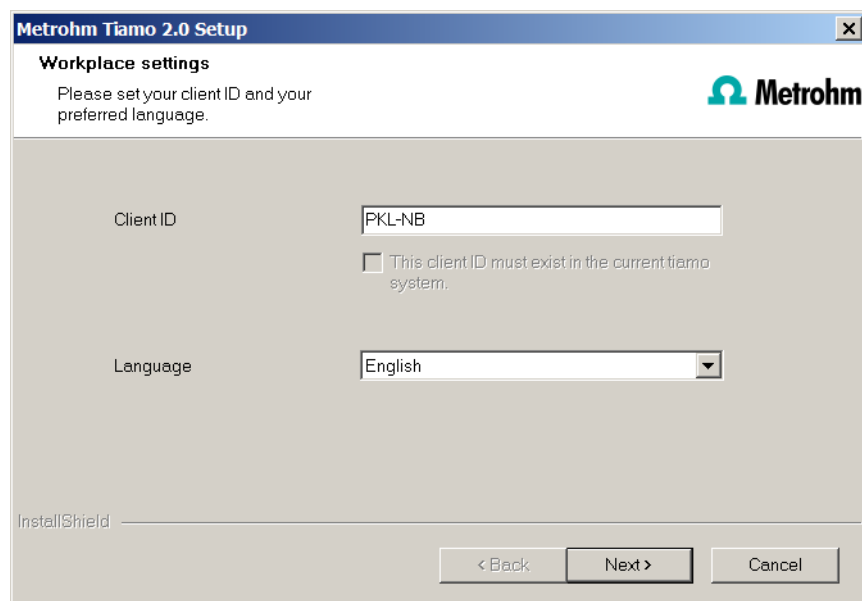 Metrohm Tiamo 2.0 Setup
Workplace settings
Please set your client ID and your
preferred language.
Metrohm
Client ID
PKL-NB
This client ID must exist in the current tiamo
system.
Language
English
InstallShield
< Back
Next >
Cancel